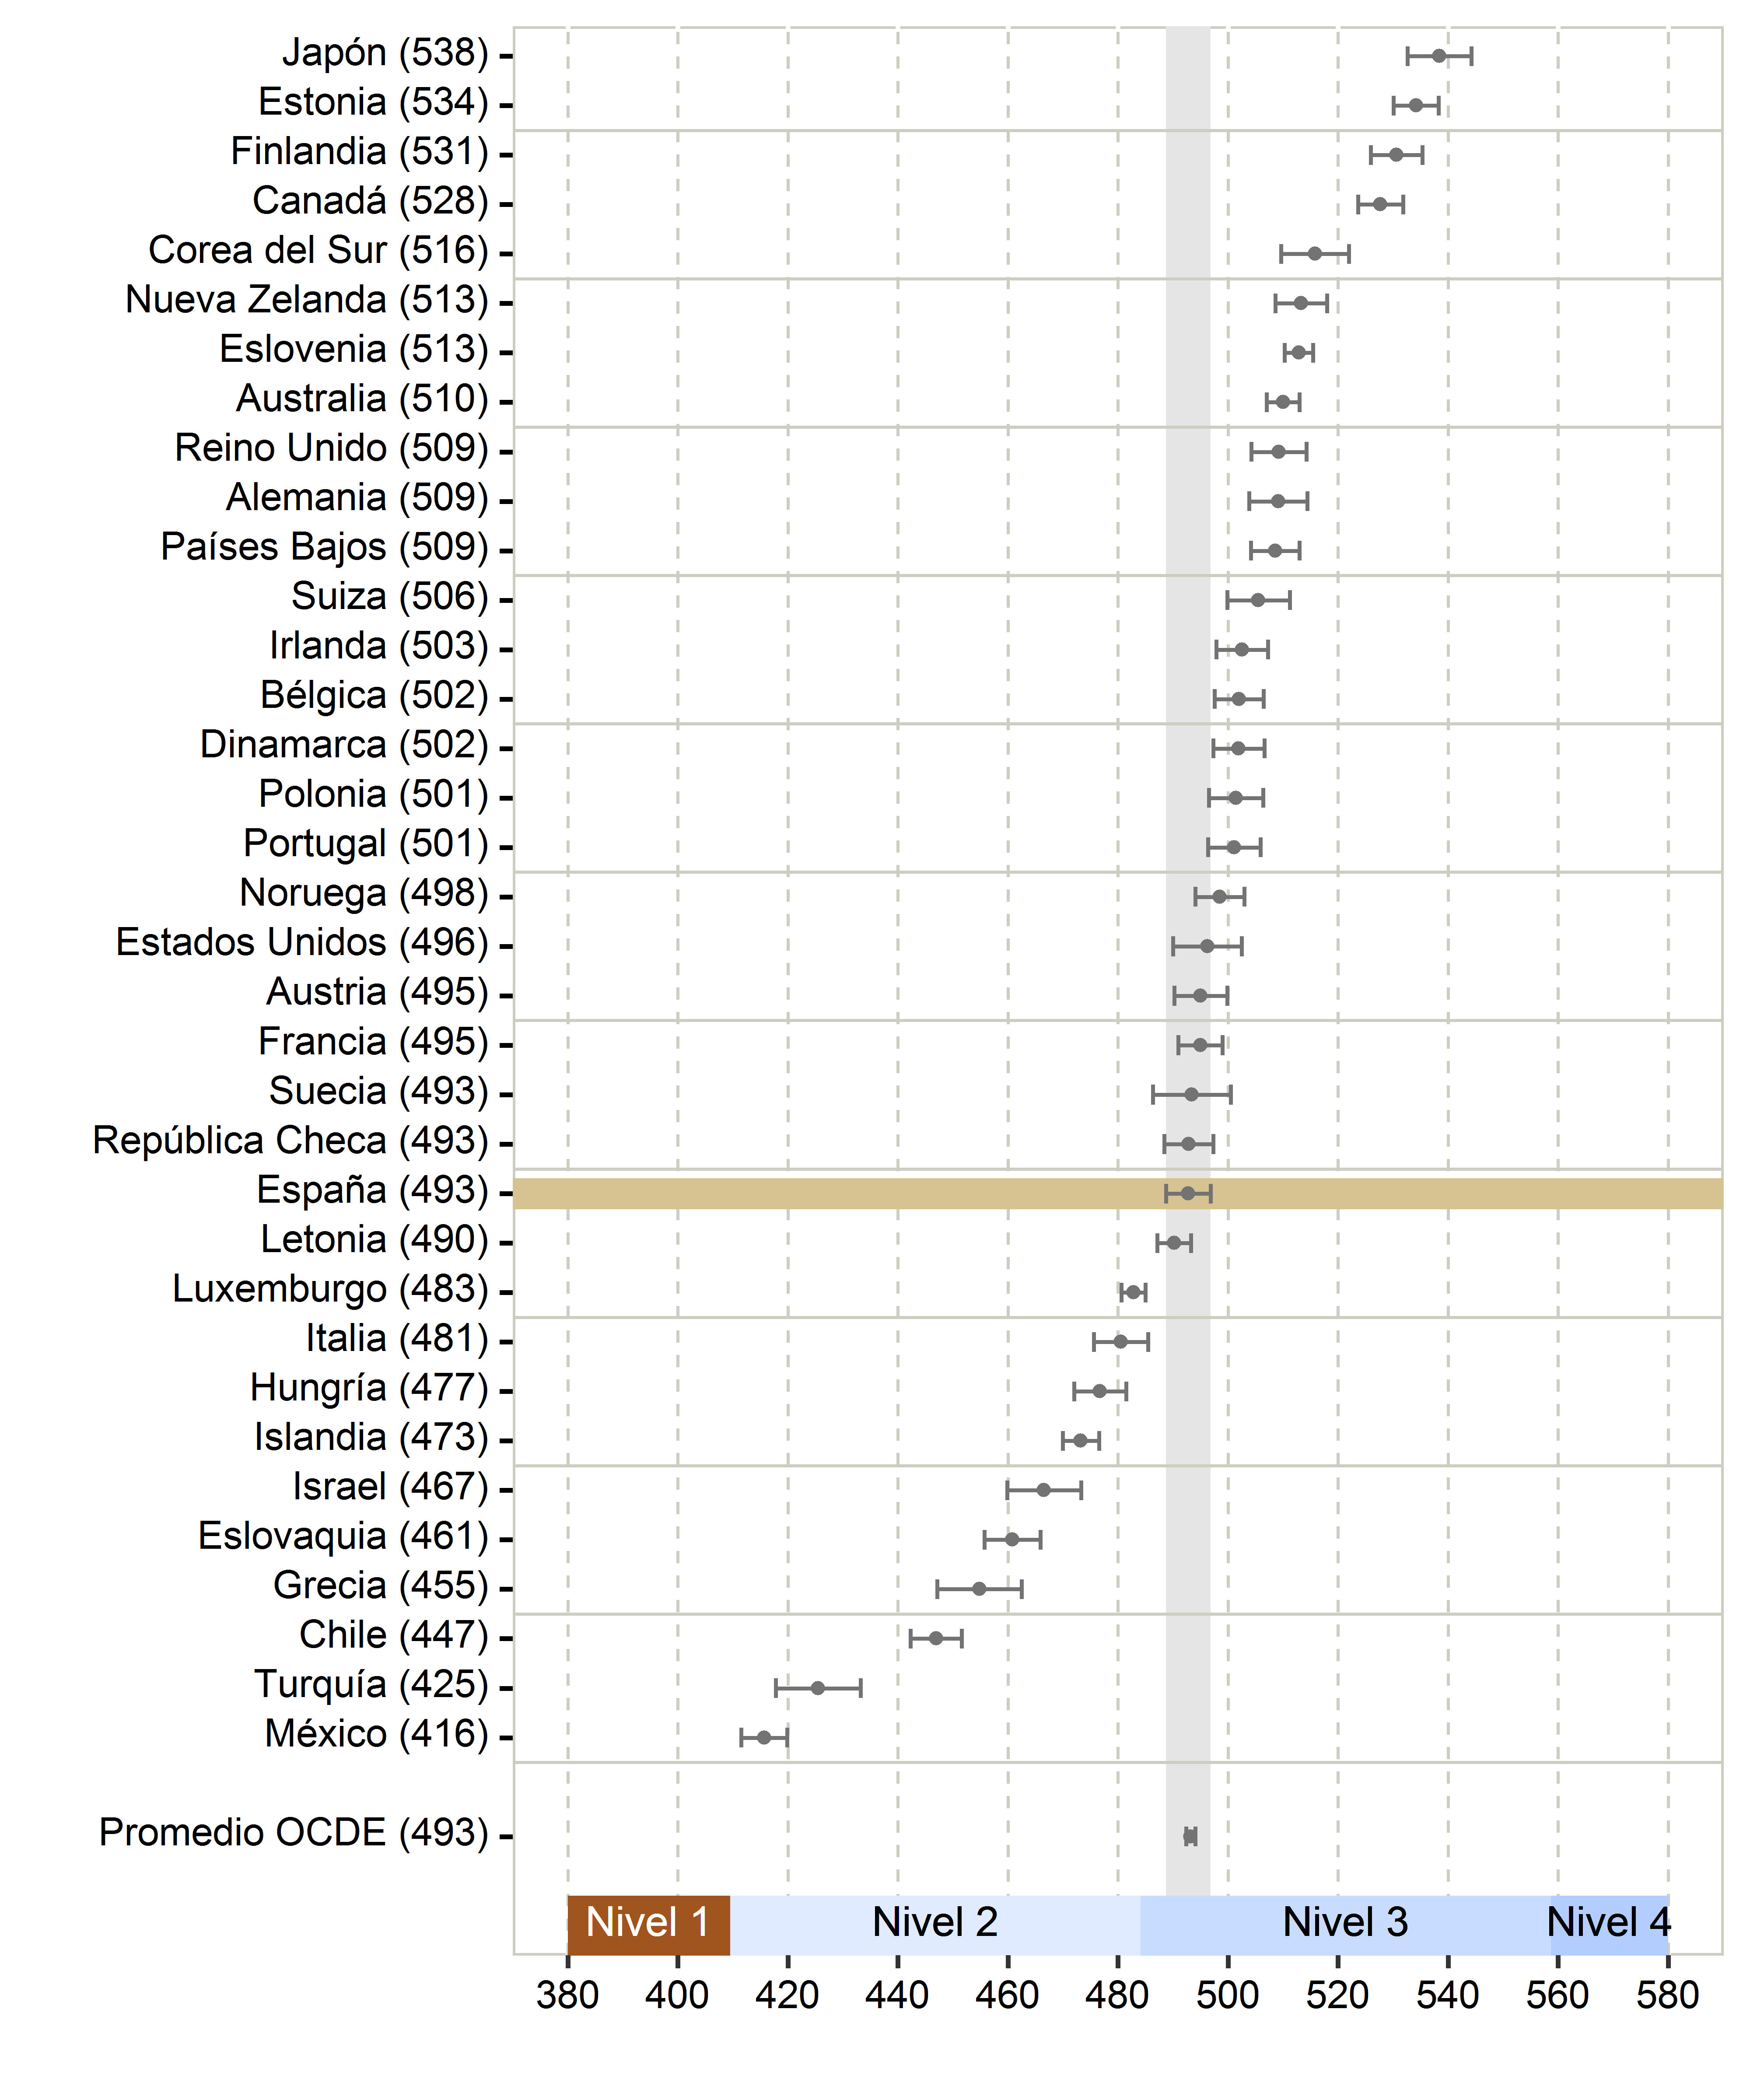 Japón (538)
Estonia (534)
Finlandia (531)
Canadá (528)
Corea del Sur (516)
Nueva Zelanda (513)
Eslovenia (513)
Australia (510)
Reino Unido (509)
Alemania (509)
Países Bajos (509)
Suiza (506)
Irlanda (503)
Bélgica (502)
Dinamarca (502)
Polonia (501)
Portugal (501)
Noruega (498)
Estados Unidos (496)
Austria (495)
Francia (495)
Suecia (493)
República Checa (493)
España (493)
Letonia (490)
Luxemburgo (483)
Italia (481)
Hungría (477)
Islandia (473)
Israel (467)
Eslovaquia (461)
Grecia (455)
Chile (447)
Turquía (425)
México (416)
Promedio OCDE (493)
Nivel 1 Nivel 2 Nivel 3 Nivel 4
380 400 420 440 460 480 500 520 540 560 580